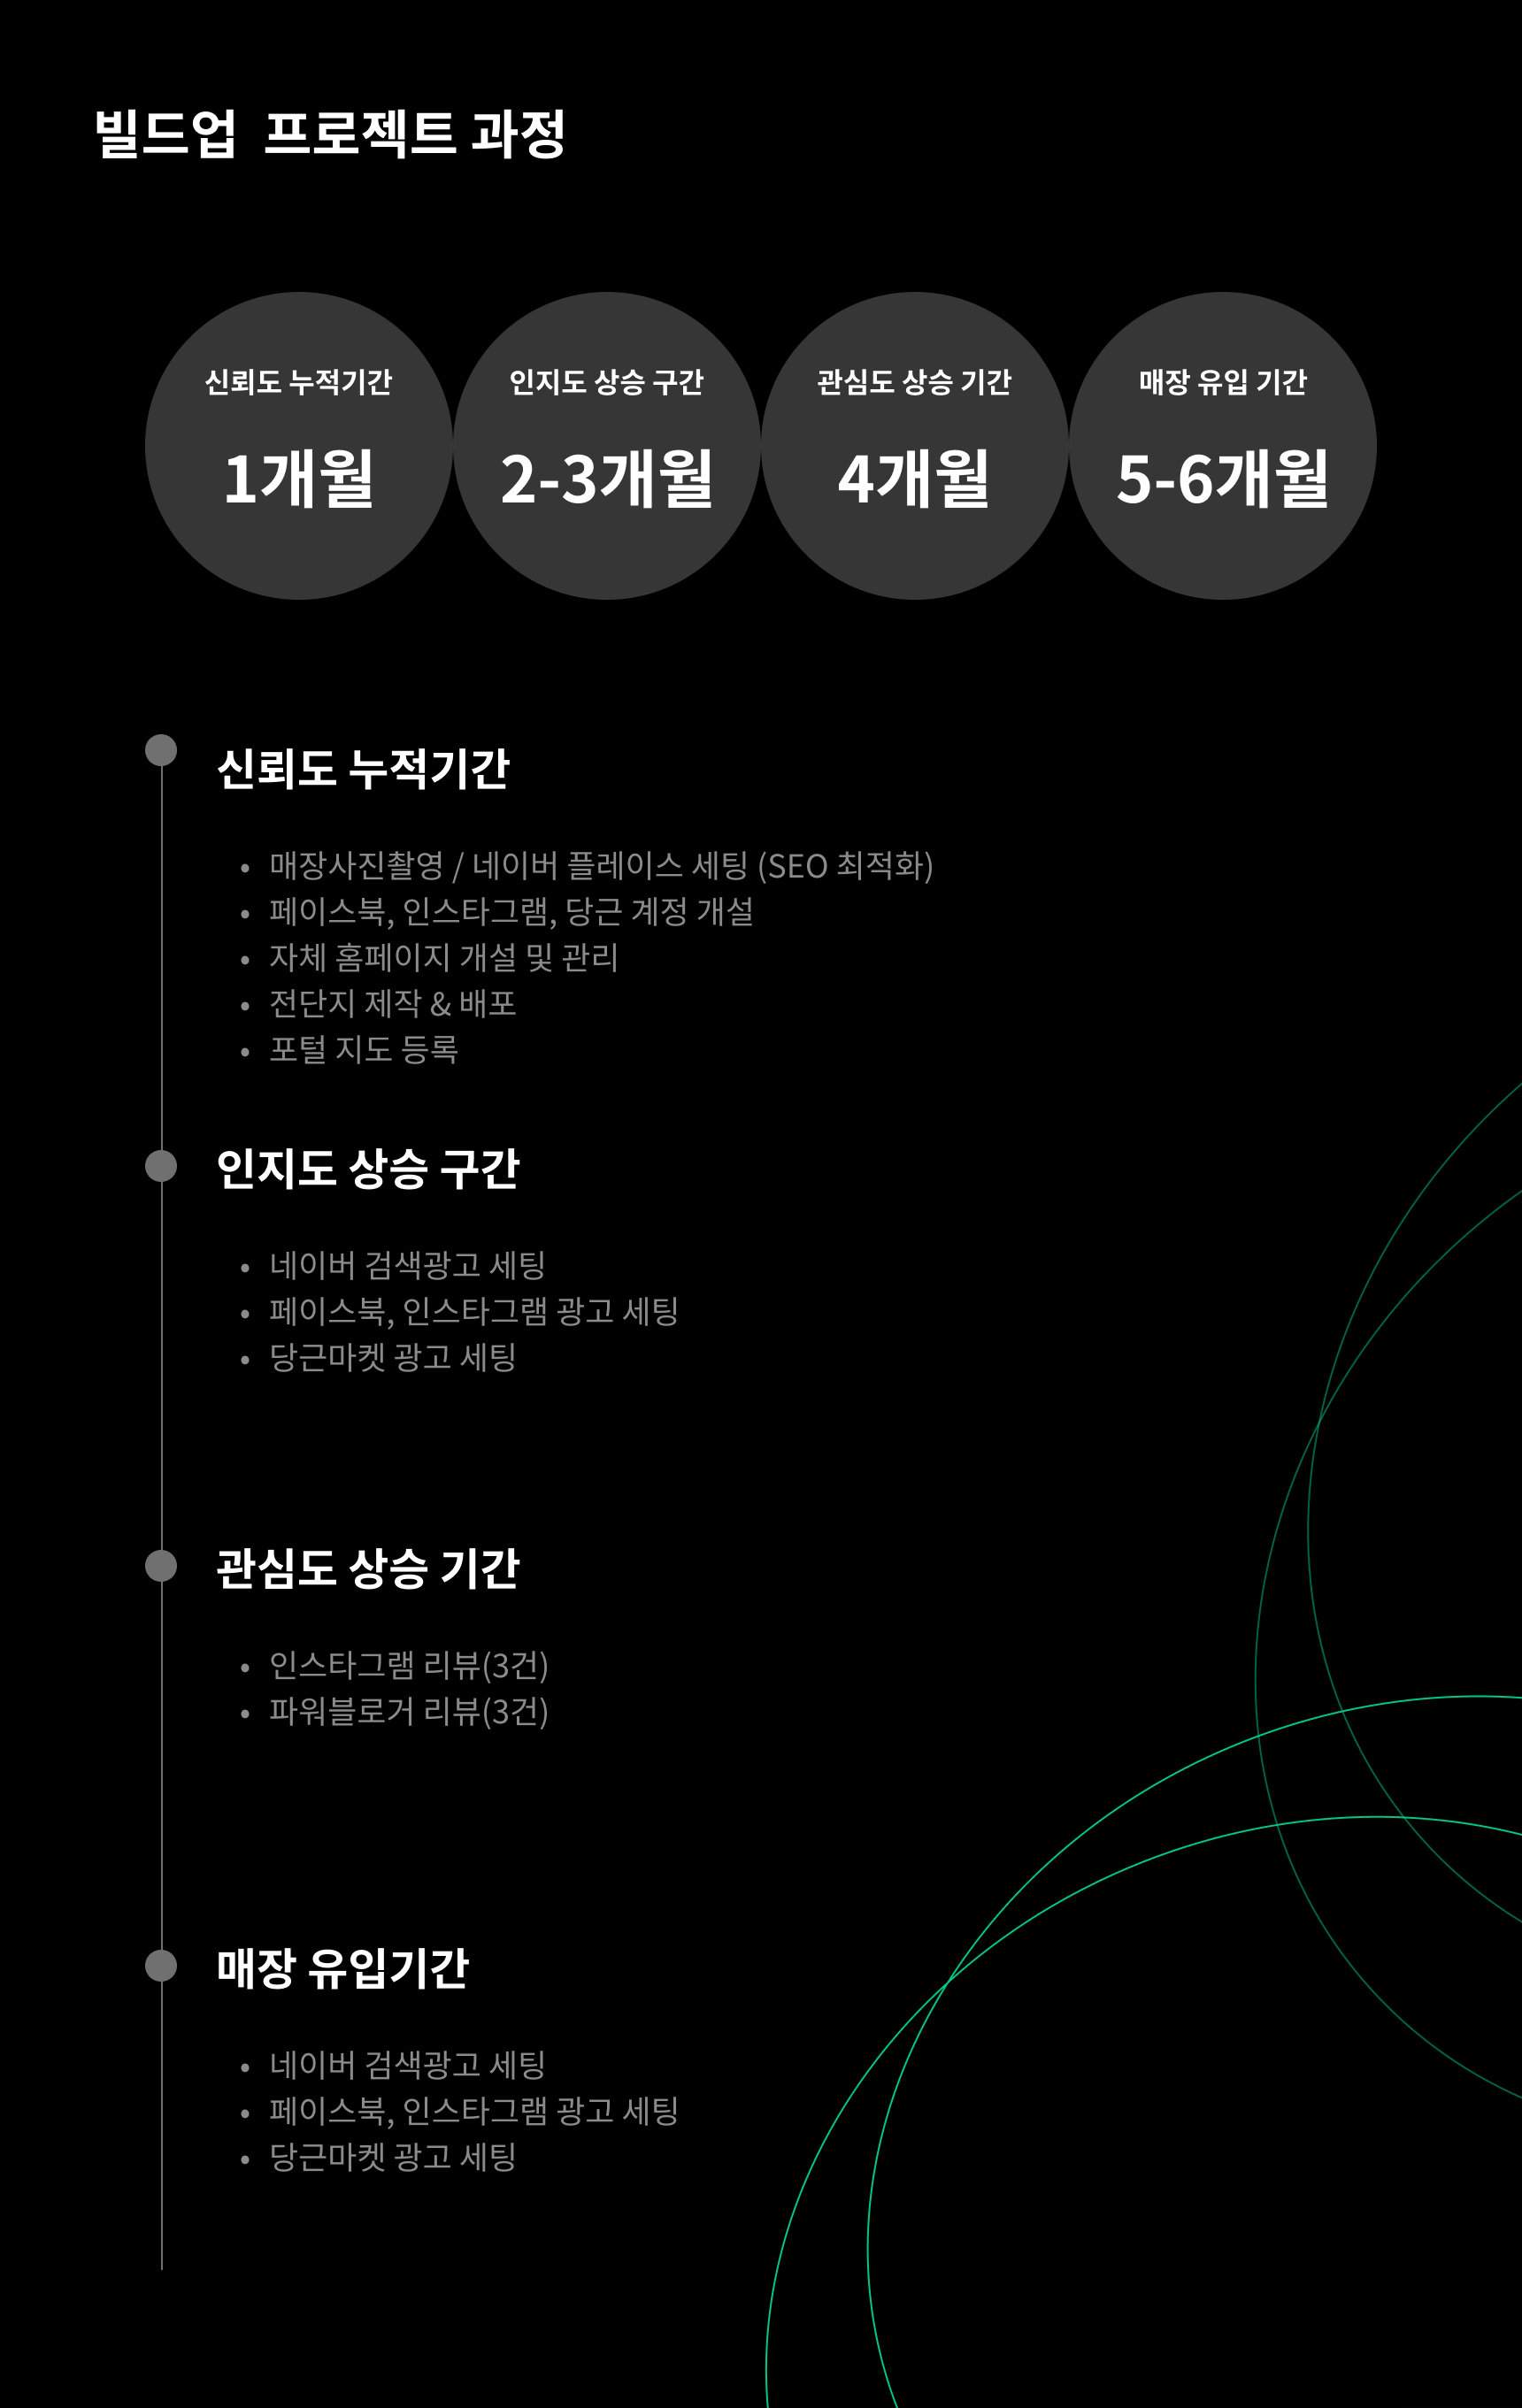 빌드업 프로젝트 과정
신뢰도 누적기간
인지도상승 구간
관심도 상승 기간
매장 유입 기간
1개월
2-3개월
4개월
5-6개월
신뢰도 누적기간
• 매장사진촬영 / 네이버 플레이스 세팅 (SEO 최적화)
• 페이스북, 인스타그램, 당근 계정 개설
• 자체 홈페이지 개설 및 관리
• 전단지 제작 & 배포
• 포털 지도 등록
인지도 상승 구간
• 네이버 검색광고 세팅
• 페이스북, 인스타그램 광고 세팅
• 당근마켓 광고 세팅
관심도 상승 기간
• 인스타그램 리뷰(3건)
• 파워블로거 리뷰(3건)
매장 유입기간
• 네이버 검색광고 세팅
• 페이스북, 인스타그램 광고 세팅
• 당근마켓 광고 세팅